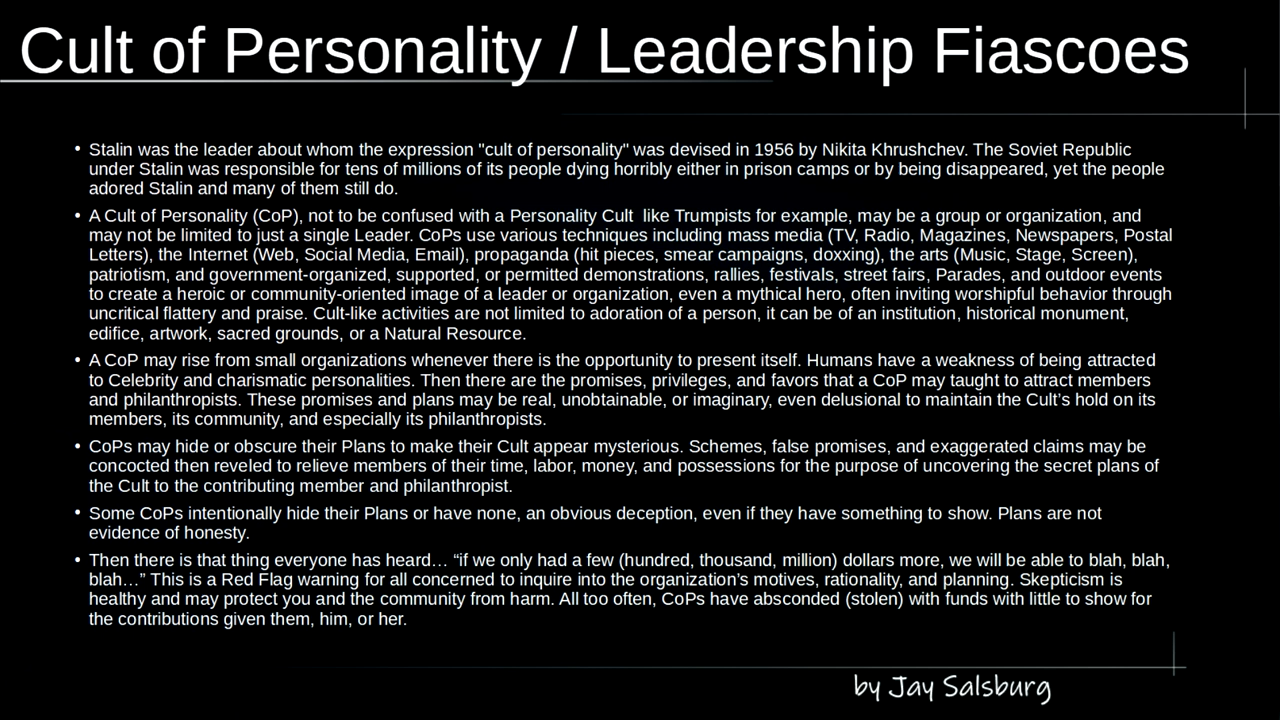 Cult of Personality / Leadership Fiascoes
• Stalin was the leader about whom the expression "cult of personality" was devised in 1956 by Nikita Khrushchev. The Soviet Republic
under Stalin was responsible for tens of millions of its people dying horribly either in prison camps or by being disappeared, yet the people
adored Stalin and many of them still do.
• A Cult of Personality (CoP), not to be confused with a Personality Cult  like Trumpists for example, may be a group or organization, and
may not be limited to just a single Leader. CoPs use various techniques including mass media (TV, Radio, Magazines, Newspapers, Postal
Letters), the Internet (Web, Social Media, Email), propaganda (hit pieces, smear campaigns, doxxing), the arts (Music, Stage, Screen),
patriotism, and government-organized, supported, or permitted demonstrations, rallies, festivals, street fairs, Parades, and outdoor events
to create a heroic or community-oriented image of a leader or organization, even a mythical hero, often inviting worshipful behavior through
uncritical flattery and praise. Cult-like activities are not limited to adoration of a person, it can be of an institution, historical monument,
edifice, artwork, sacred grounds, or a Natural Resource.
• A CoP may rise from small organizations whenever there is the opportunity to present itself. Humans have a weakness of being attracted
to Celebrity and charismatic personalities. Then there are the promises, privileges, and favors that a CoP may taught to attract members
and philanthropists. These promises and plans may be real, unobtainable, or imaginary, even delusional to maintain the Cult’s hold on its
members, its community, and especially its philanthropists.
• CoPs may hide or obscure their Plans to make their Cult appear mysterious. Schemes, false promises, and exaggerated claims may be
concocted then reveled to relieve members of their time, labor, money, and possessions for the purpose of uncovering the secret plans of
the Cult to the contributing member and philanthropist.
• Some CoPs intentionally hide their Plans or have none, an obvious deception, even if they have something to show. Plans are not
evidence of honesty.
• Then there is that thing everyone has heard… “if we only had a few (hundred, thousand, million) dollars more, we will be able to blah, blah,
blah…” This is a Red Flag warning for all concerned to inquire into the organization’s motives, rationality, and planning. Skepticism is
healthy and may protect you and the community from harm. All too often, CoPs have absconded (stolen) with funds with little to show for
the contributions given them, him, or her.
by Jay Salsburg